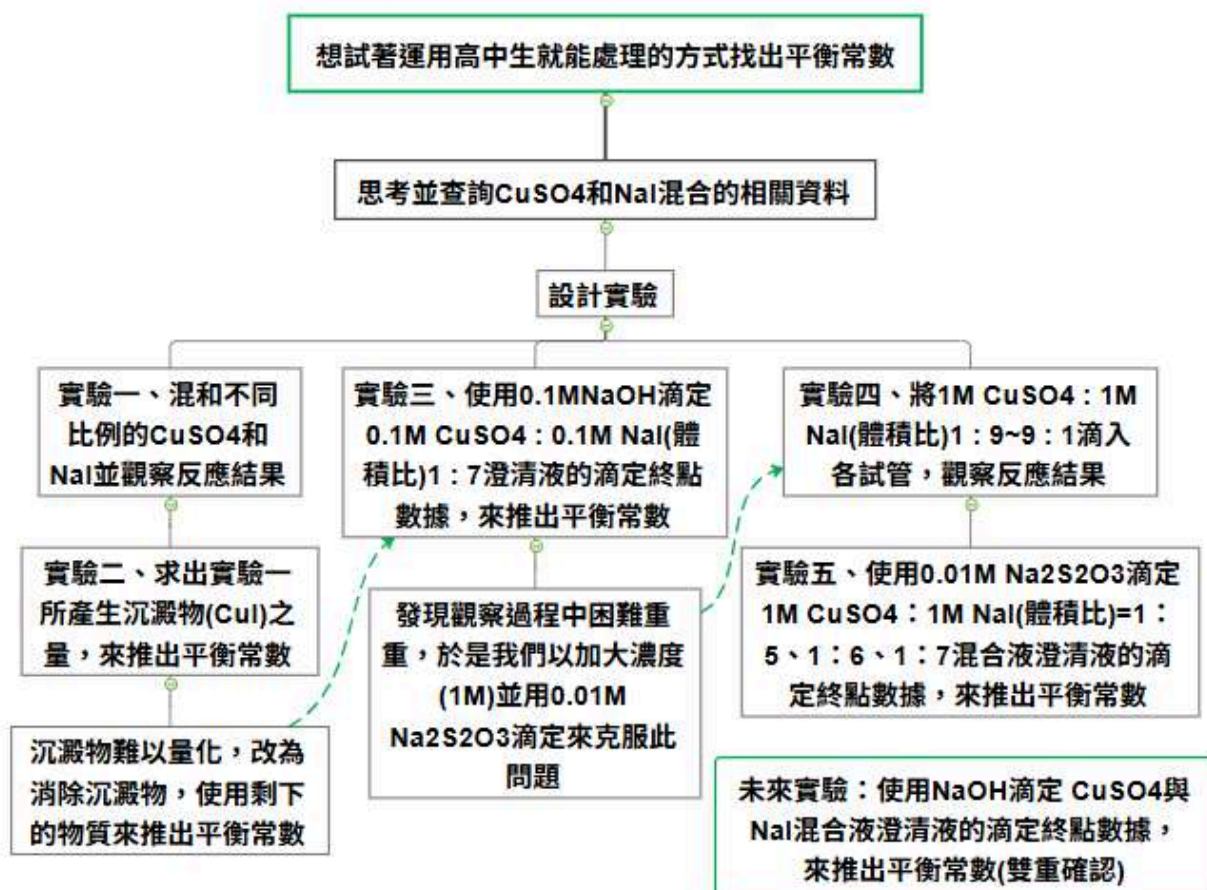 想試著運用高中生就能處理的方式找出平衡常數
思考並查詢CuSO4和NaI混合的相關資料
設計實驗
實驗一、混和不同
比例的CuSO4和
NaI並觀察反應結果
實驗二、求出實驗一
所產生沉澱物(CuI)之
量，來推出平衡常數
沉澱物難以量化，改為
消除沉澱物，使用剩下
的物質來推出平衡常數
實驗三、使用0.1MNaOH滴定
0.1M CuSO4：0.1M NaI(體
積比)1：7澄清液的滴定終點
數據，來推出平衡常數
發現觀察過程中困難重
重，於是我們以加大濃度
(1M)並用0.01M
Na2S2O3滴定來克服此
問題
實驗四、將1M CuSO4：1M
NaI(體積比)1：9~9：1滴入
各試管，觀察反應結果
實驗五、使用0.01M Na2S2O3滴定
1M CuSO4：1M NaI(體積比)=1：
5、1：6、1：7混合液澄清液的滴
定終點數據，來推出平衡常數
未來實驗：使用NaOH滴定 CuSO4與
NaI混合液澄清液的滴定終點數據，
來推出平衡常數(雙重確認)